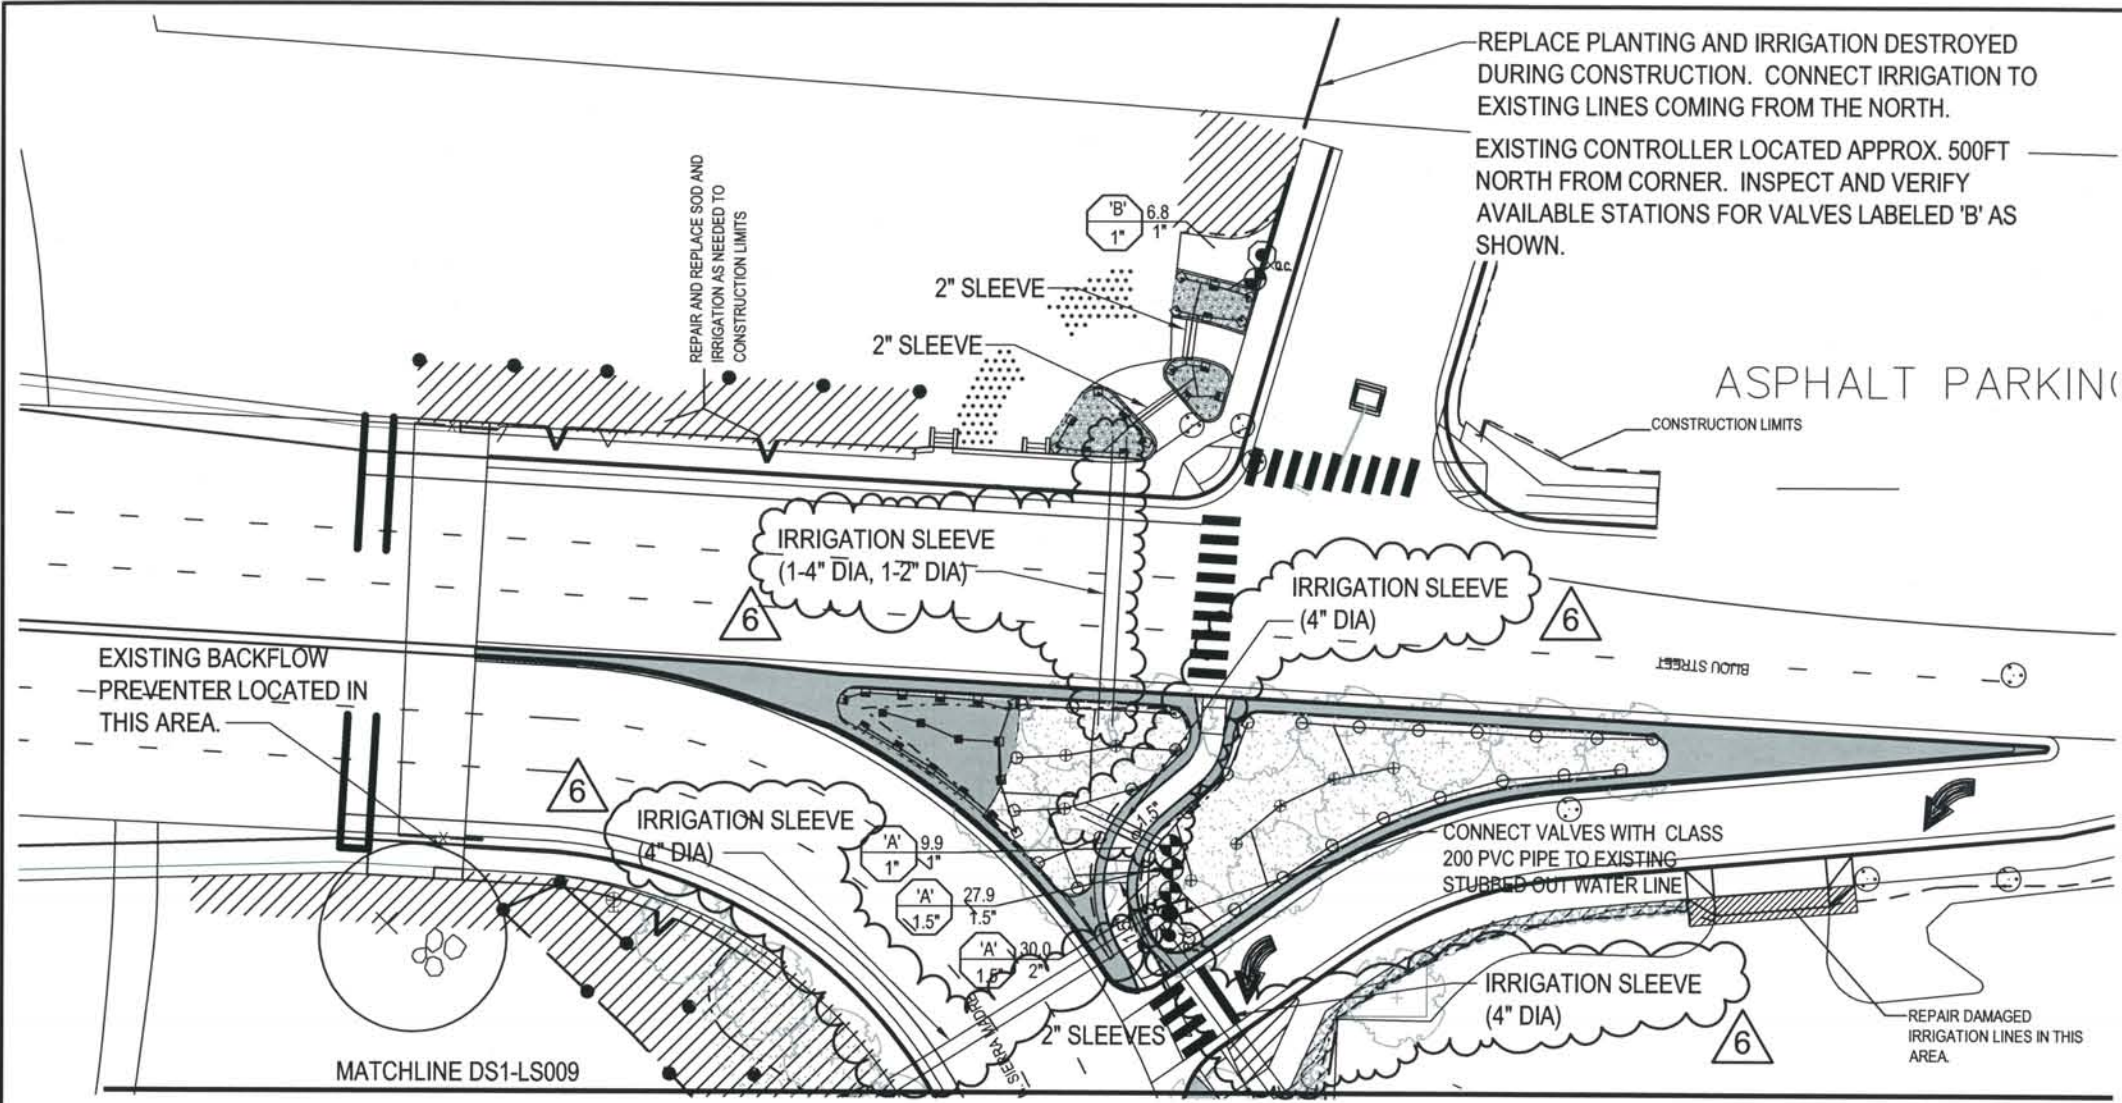 REPLACE PLANTING AND IRRIGATION DESTROYED
DURING CONSTRUCTION. CONNECT IRRIGATION TO
EXISTING LINES COMING FROM THE NORTH.
EXISTING CONTROLLER LOCATED APPROX. 500FT
NORTH FROM CORNER. INSPECT AND VERIFY
AVAILABLE STATIONS FOR VALVES LABELED 'B' AS
SHOWN.
REPAIR AND REPLACE SOD AND
IRRIGATION AS NEEDED TO
CONSTRUCTION LIMITS
'B' 6.8
1" 1"
Q.C.
2" SLEEVE
2" SLEEVE
ASPHALT PARKIN
CONSTRUCTION LIMITS
IRRIGATION SLEEVE
(1-4" DIA, 1-2" DIA)
6
IRRIGATION SLEEVE
(4" DIA)
6
BIJOU STREET
EXISTING BACKFLOW
PREVENTER LOCATED IN
THIS AREA.
6
IRRIGATION SLEEVE
(4" DIA)
'A' 9.9
1" 1"
'A' 27.9
1.5" 1.5"
'A' 30.0
1.5" 2"
1.5"
CONNECT VALVES WITH CLASS
200 PVC PIPE TO EXISTING
STUBBED OUT WATER LINE
IRRIGATION SLEEVE
(4" DIA)
6
REPAIR DAMAGED
IRRIGATION LINES IN THIS
AREA.
2" SLEEVES
SIERRA MADRE
MATCHLINE DS1-LS009